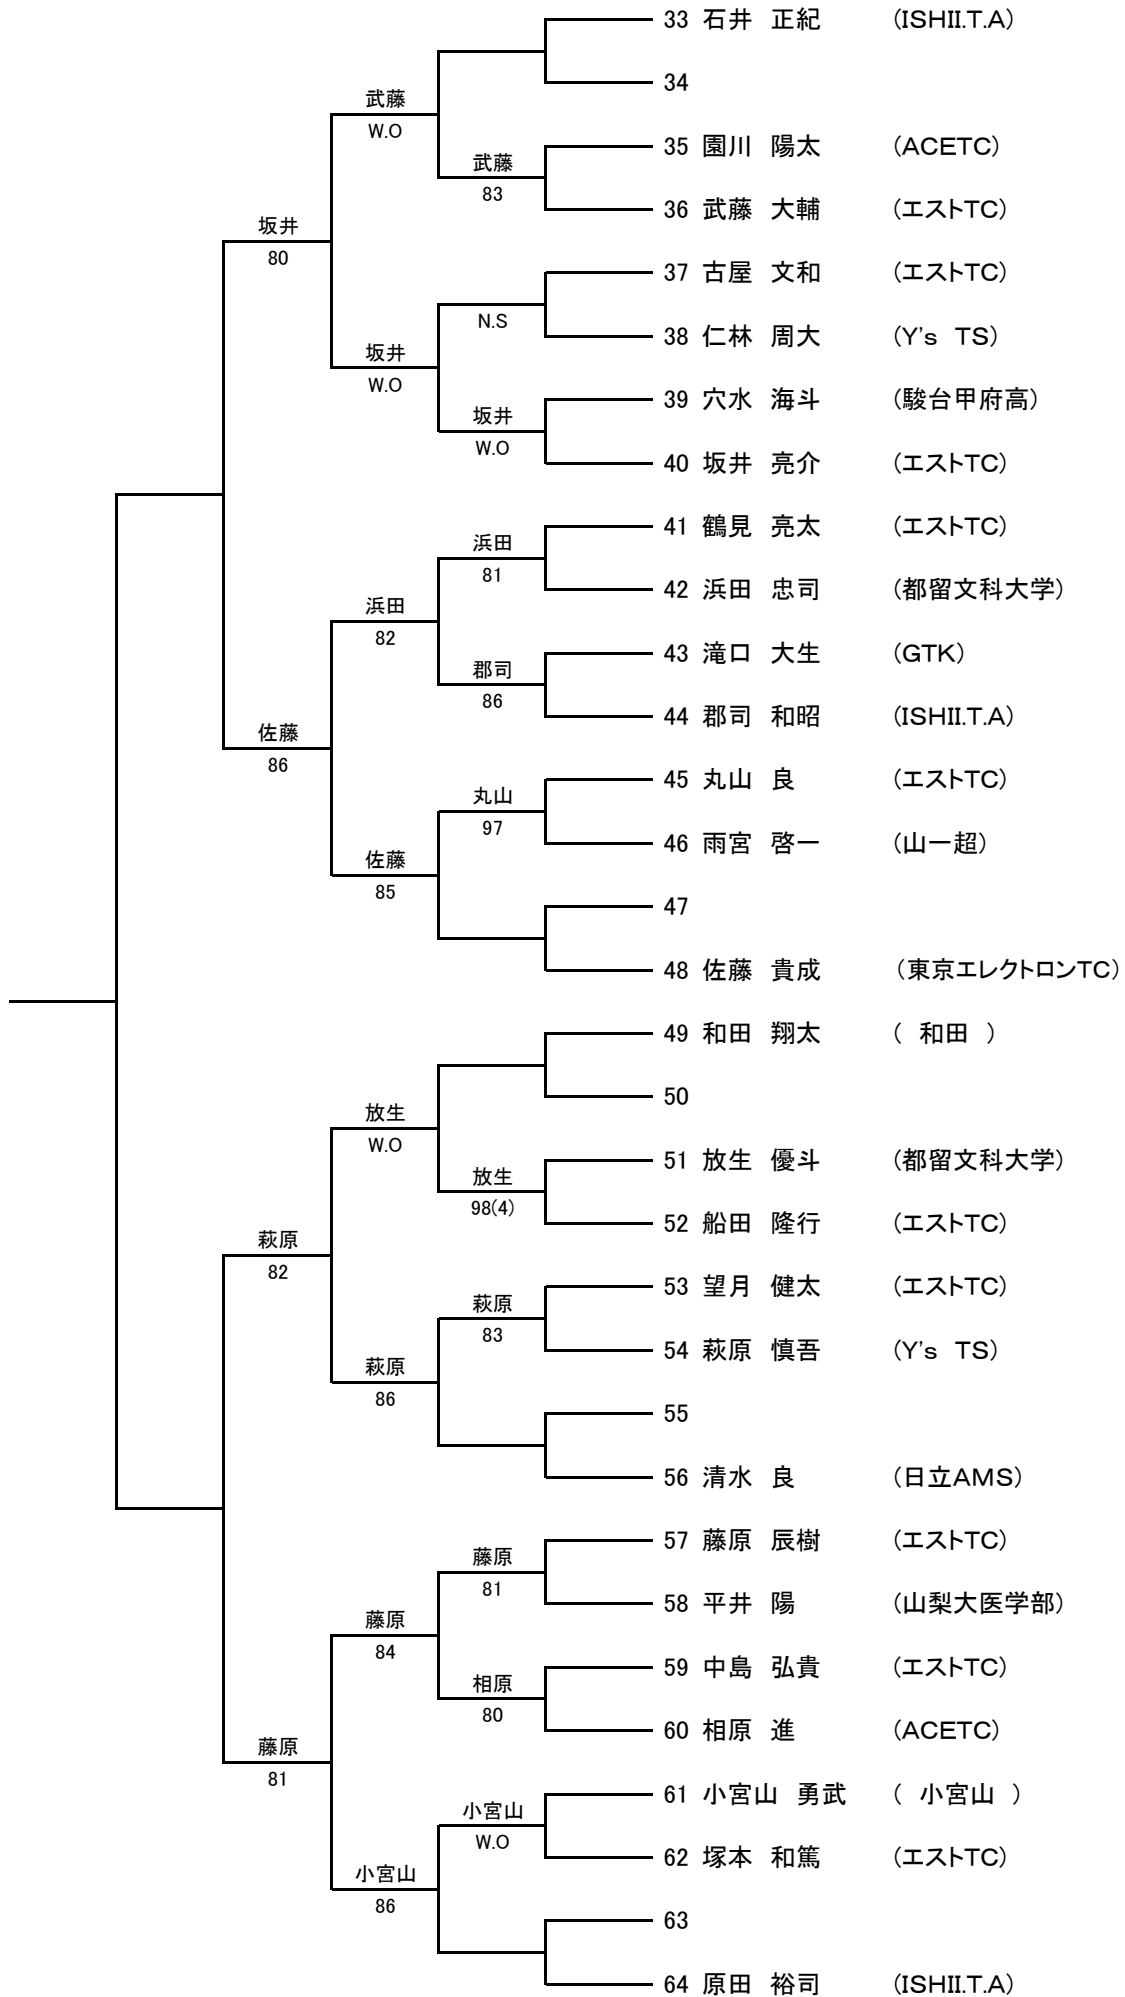 33 石井 正紀 (ISHII.T.A)
34
武藤
W.O
35 園川 陽太 (ACETC)
武藤
83
36 武藤 大輔 (エストTC)
坂井
80
37 古屋 文和 (エストTC)
N.S
38 仁林 周大 (Y's TS)
坂井
W.O
39 穴水 海斗 (駿台甲府高)
坂井
W.O
40 坂井 亮介 (エストTC)
41 鶴見 亮太 (エストTC)
浜田
81
42 浜田 忠司 (都留文科大学)
浜田
82
43 滝口 大生 (GTK)
郡司
86
44 郡司 和昭 (ISHII.T.A)
佐藤
86
45 丸山 良 (エストTC)
丸山
97
46 雨宮 啓一 (山一超)
佐藤
85
47
48 佐藤 貴成 (東京エレクトロンTC)
49 和田 翔太 ( 和田 )
50
放生
W.O
51 放生 優斗 (都留文科大学)
放生
98(4)
52 船田 隆行 (エストTC)
萩原
82
53 望月 健太 (エストTC)
萩原
83
54 萩原 慎吾 (Y's TS)
萩原
86
55
56 清水 良 (日立AMS)
57 藤原 辰樹 (エストTC)
藤原
81
58 平井 陽 (山梨大医学部)
藤原
84
59 中島 弘貴 (エストTC)
相原
80
60 相原 進 (ACETC)
藤原
81
61 小宮山 勇武 ( 小宮山 )
小宮山
W.O
62 塚本 和篤 (エストTC)
小宮山
86
63
64 原田 裕司 (ISHII.T.A)